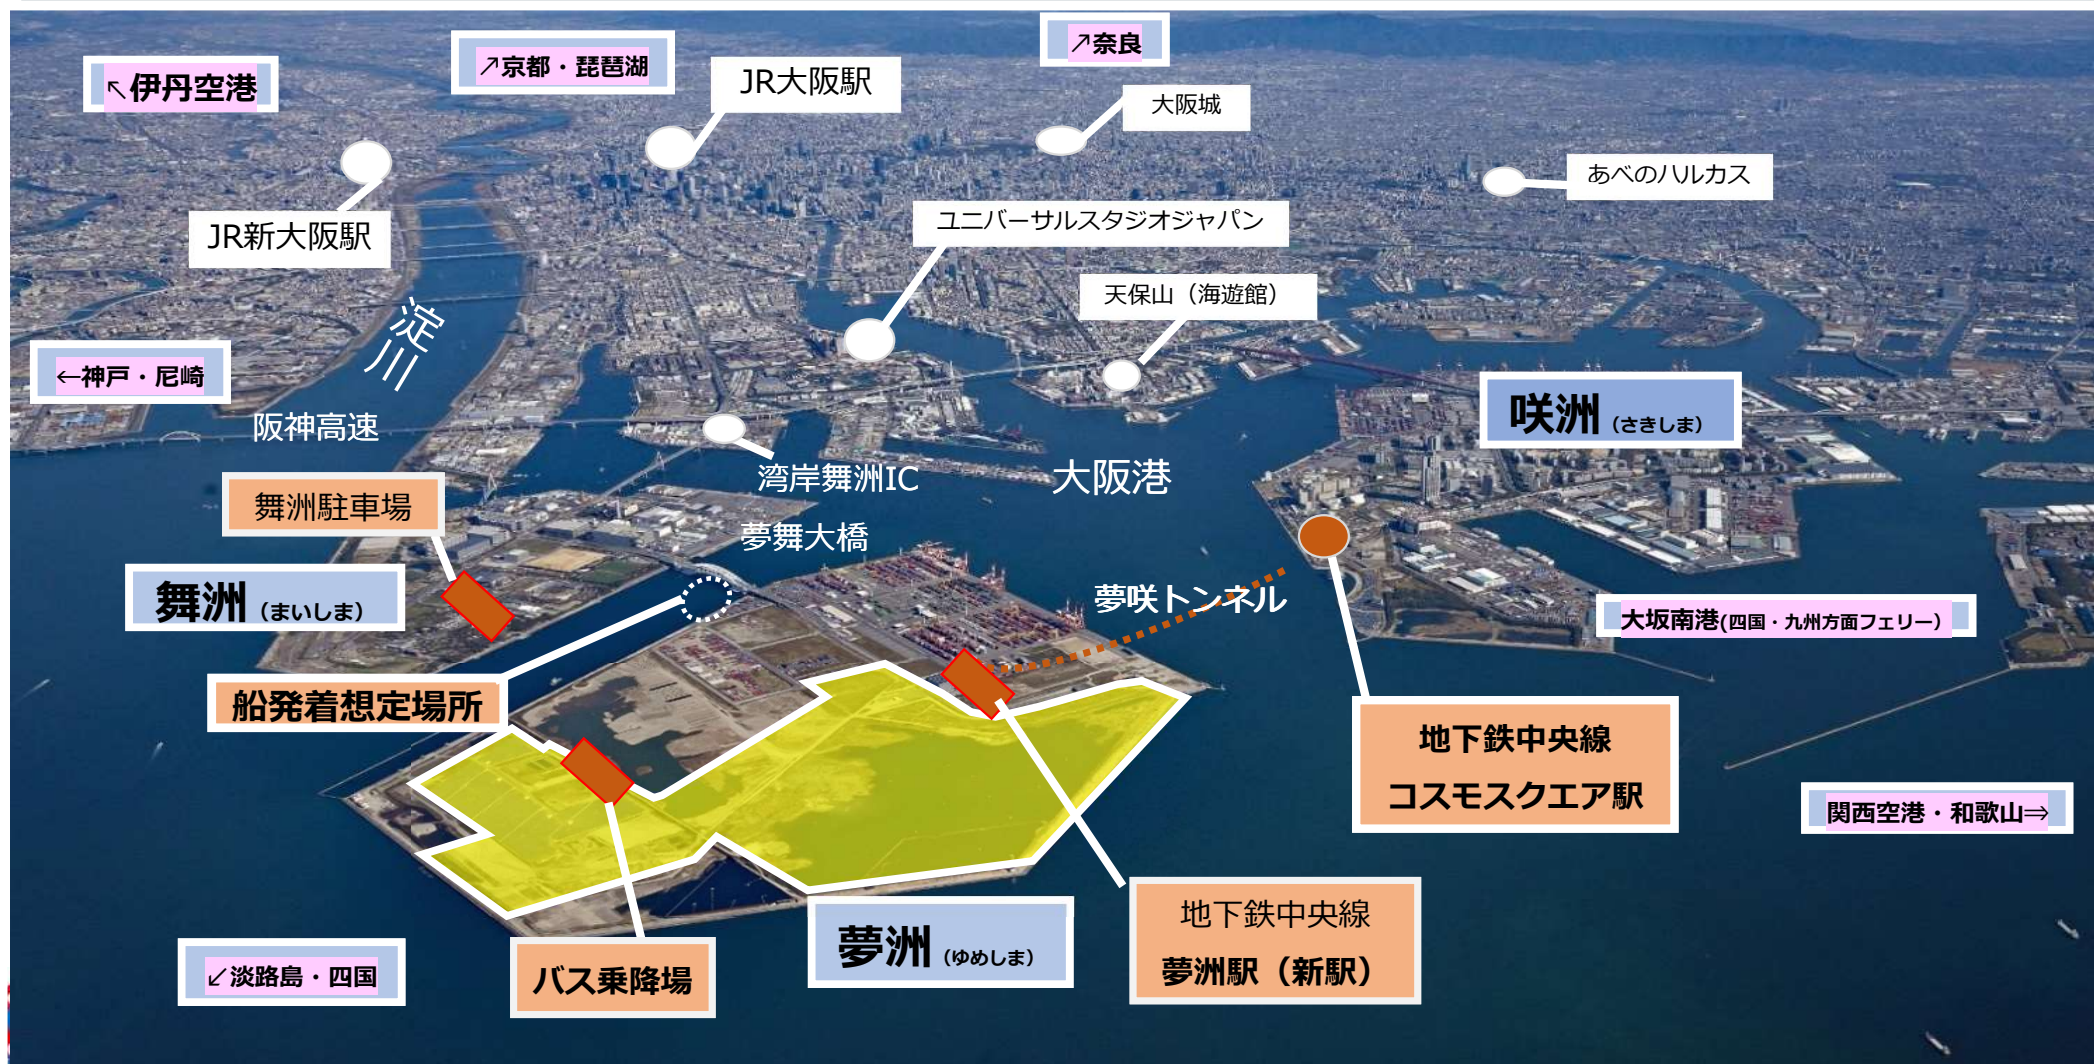 ↗奈良
↗京都・琵琶湖
JR大阪駅
↖伊丹空港
大阪城
あべのハルカス
JR新大阪駅
ユニバーサルスタジオジャパン
天保山（海遊館）
淀川
←神戸・尼崎
咲洲（さきしま）
阪神高速
湾岸舞洲IC
大阪港
舞洲駐車場
夢舞大橋
舞洲（まいしま）
夢咲トンネル
大坂南港(四国・九州方面フェリー）
船発着想定場所
地下鉄中央線
コスモスクエア駅
関西空港・和歌山⇒
地下鉄中央線
夢洲駅（新駅）
夢洲（ゆめしま）
バス乗降場
↙淡路島・四国